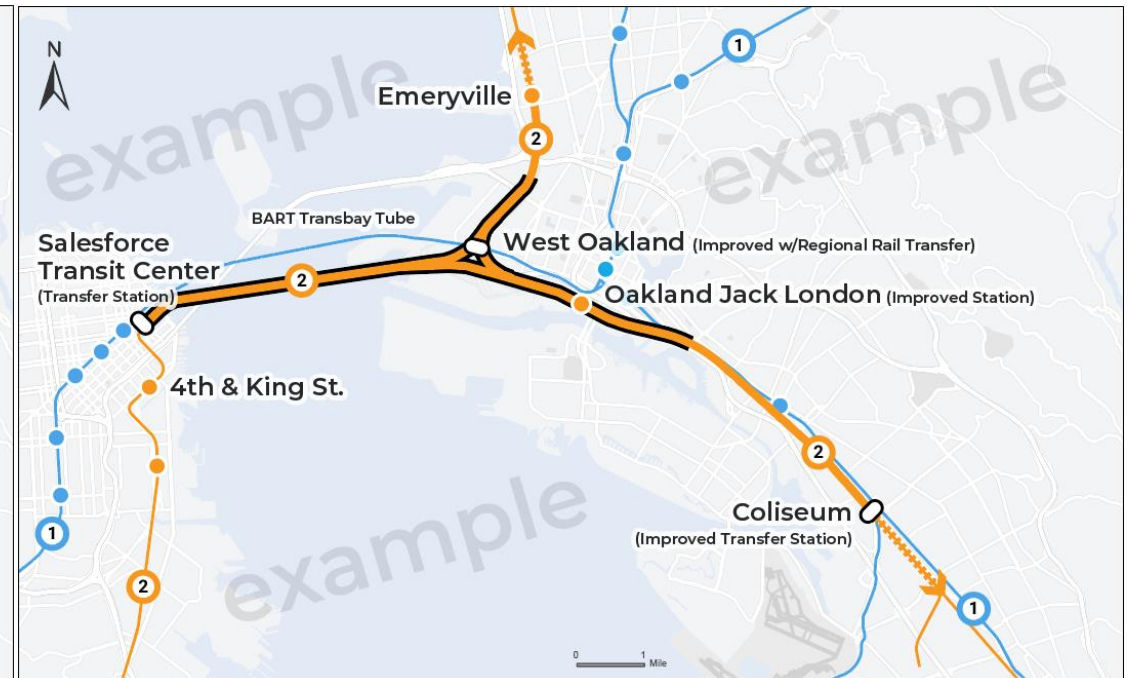 N
1
example
example
Emeryville
2
BART Transbay Tube
Salesforce
Transit Center
(Transfer Station)
West Oakland (Improved w/Regional Rail Transfer)
2
Oakland Jack London (Improved Station)
4th & King St.
2
example
Coliseum
(Improved Transfer Station)
1
2
1
0 1
Mile